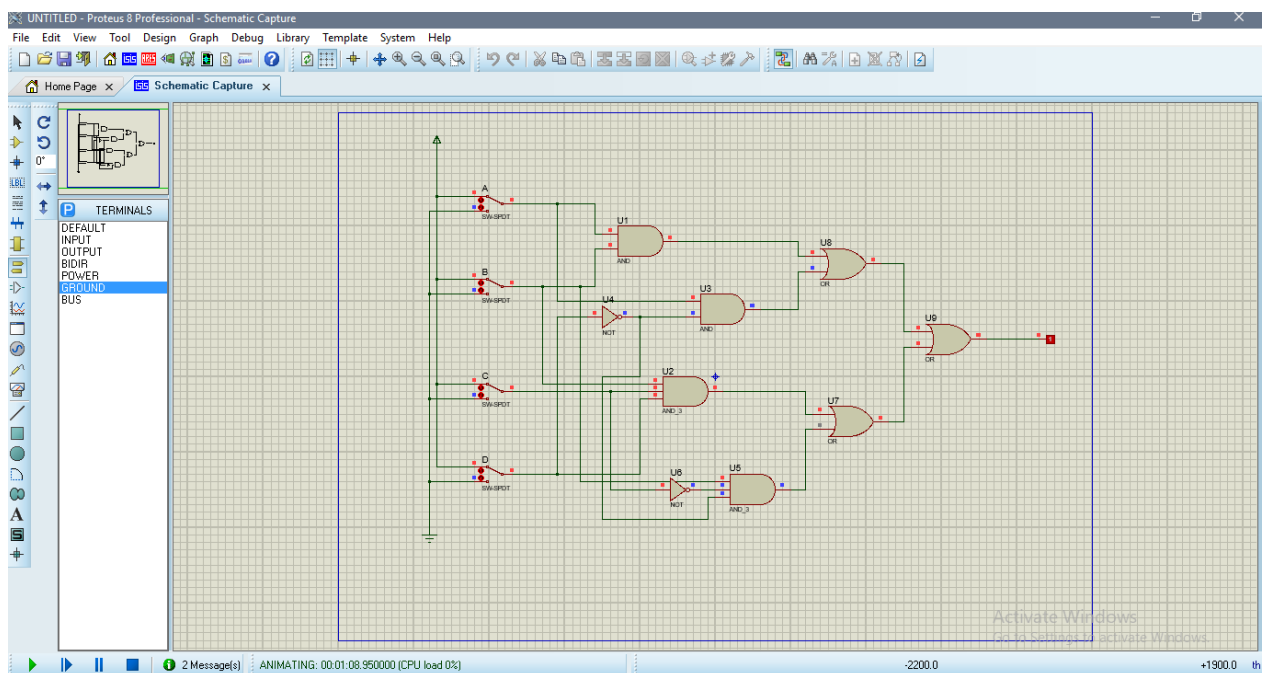 UNTITLED - Proteus 8 Professional - Schematic Capture
File Edit View Tool Design Graph Debug Library Template System Help
Home Page x Schematic Capture x
0°
LBL
P TERMINALS
DEFAULT
INPUT
OUTPUT
BIDIR
POWER
GROUND
BUS
A
SW-SPDT
B
SW-SPDT
C
SW-SPDT
D
SW-SPDT
U1
AND
U8
OR
U4
NOT
U3
AND
U9
OR
U2
AND_3
U7
OR
U6
NOT
U5
AND_3
Activate Windows
Go to Settings to activate Windows.
2 Message(s) ANIMATING: 00:01:08.950000 (CPU load 0%) -2200.0 +1900.0 th